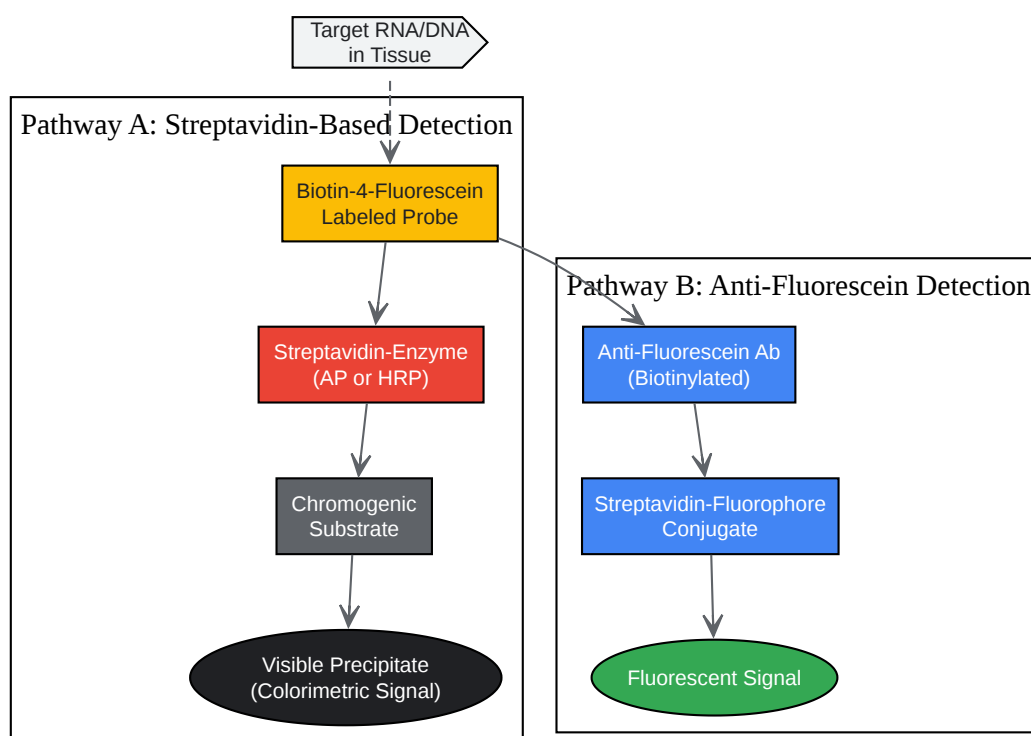 Target RNA/DNA
in Tissue
Pathway A: Streptavidin-Based Detection
Biotin-4-Fluorescein
Labeled Probe
Streptavidin-Enzyme
(AP or HRP)
Chromogenic
Substrate
Visible Precipitate
(Colorimetric Signal)
Pathway B: Anti-Fluorescein Detection
Anti-Fluorescein Ab
(Biotinylated)
Streptavidin-Fluorophore
Conjugate
Fluorescent Signal